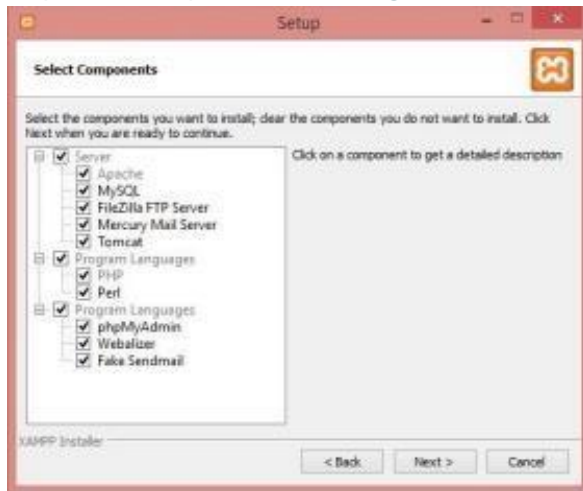 Setup
Select Components
Select the components you want to install; clear the components you do not want to install. Click
Next when you are ready to continue.
Server
Apache
MySQL
FileZilla FTP Server
Mercury Mail Server
Tomcat
Program Languages
PHP
Perl
Program Languages
phpMyAdmin
Webalizer
Fake Sendmail
Click on a component to get a detailed description
XAMPP Installer
< Back
Next >
Cancel